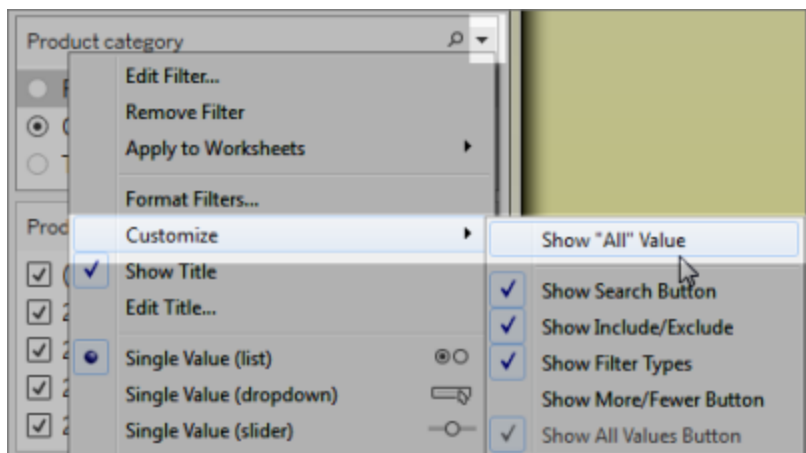 Product category
Edit Filter...
Remove Filter
Apply to Worksheets
Format Filters...
Prod
Customize
Show "All" Value
Show Title
Show Search Button
Edit Title...
Show Include/Exclude
Single Value (list)
Show Filter Types
Single Value (dropdown)
Show More/Fewer Button
Single Value (slider)
Show All Values Button